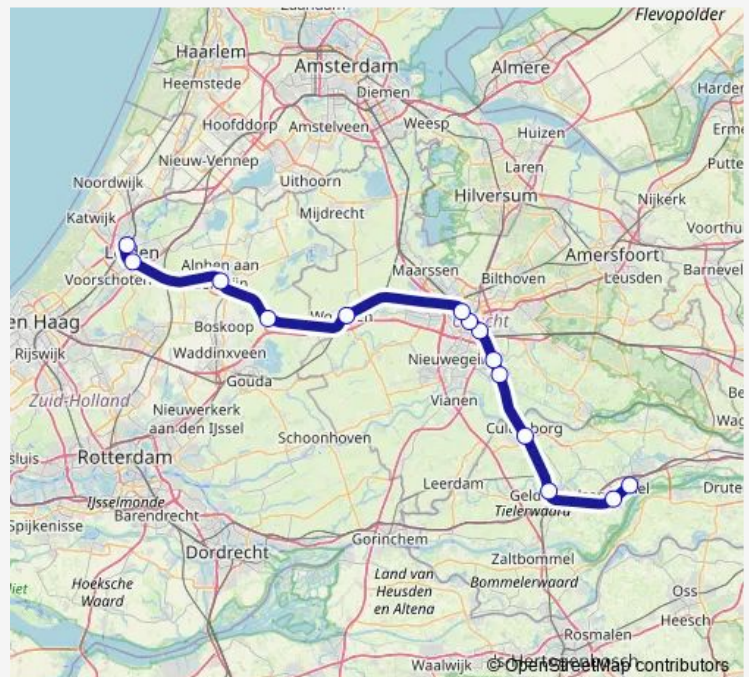 Flevopolder
Haarlem
Amsterdam
Almere
Heemstede
Diemen
Harder
Hoofddorp
Amstelveen
Weesp
Huizen
Nieuw-Vennep
Laren
Putte
Noordwijk
Uithoorn
Hilversum
Nijkerk
Katwijk
Mijdrecht
Voorthu
Amersfoort
Voorschoten
Alphen aan
Maarssen
Bilthoven
Leusden
Barnevel
en Haag
Boskoop
Rijswijk
Waddinxveen
Nieuwegein
Gouda
Zuid-Holland
Vianen
Nieuwerkerk
aan den IJssel
Schoonhoven
Rotterdam
sluis
Leerdam
IJsselmonde
Tielerwaard
Drute
Barendrecht
Spijkenisse
Gorinchem
Dordrecht
Zaltbommel
Hoeksche
Waard
Land van
Heusden
en Altena
Bommelerwaard
Oss
Heesch
Rosmalen
Waalwijk
© OpenStreetMap contributors